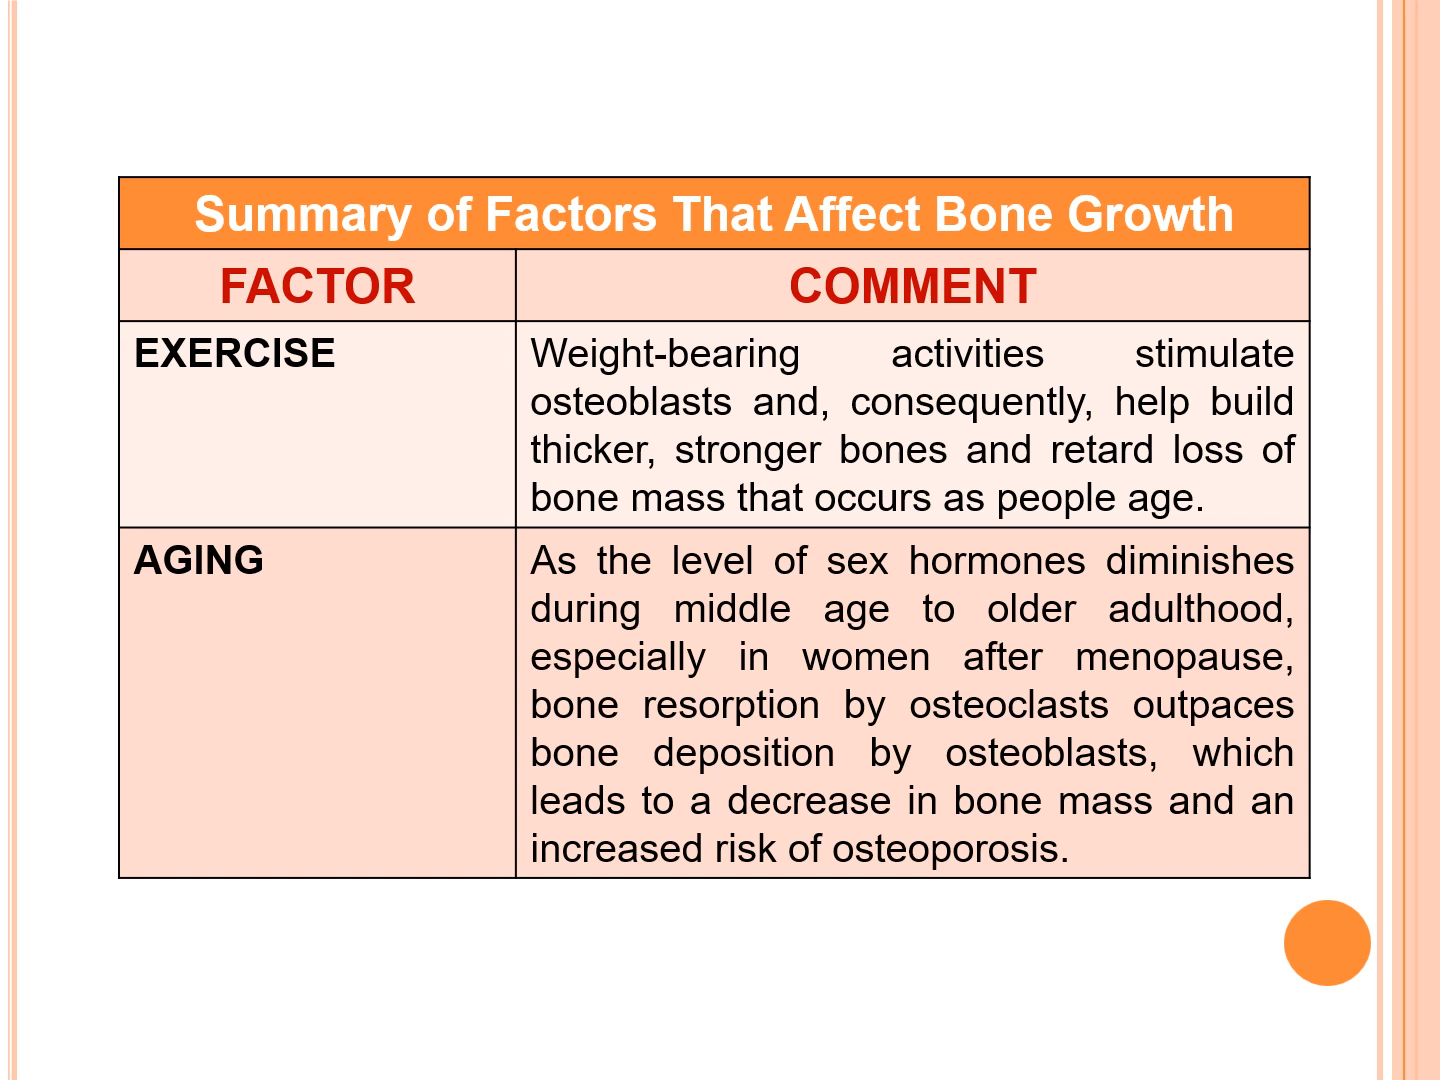 Summary of Factors That Affect Bone Growth
FACTOR
COMMENT
EXERCISE
Weight-bearing activities stimulate
osteoblasts and, consequently, help build
thicker, stronger bones and retard loss of
bone mass that occurs as people age.
AGING
As the level of sex hormones diminishes
during middle age to older adulthood,
especially in women after menopause,
bone resorption by osteoclasts outpaces
bone deposition by osteoblasts, which
leads to a decrease in bone mass and an
increased risk of osteoporosis.